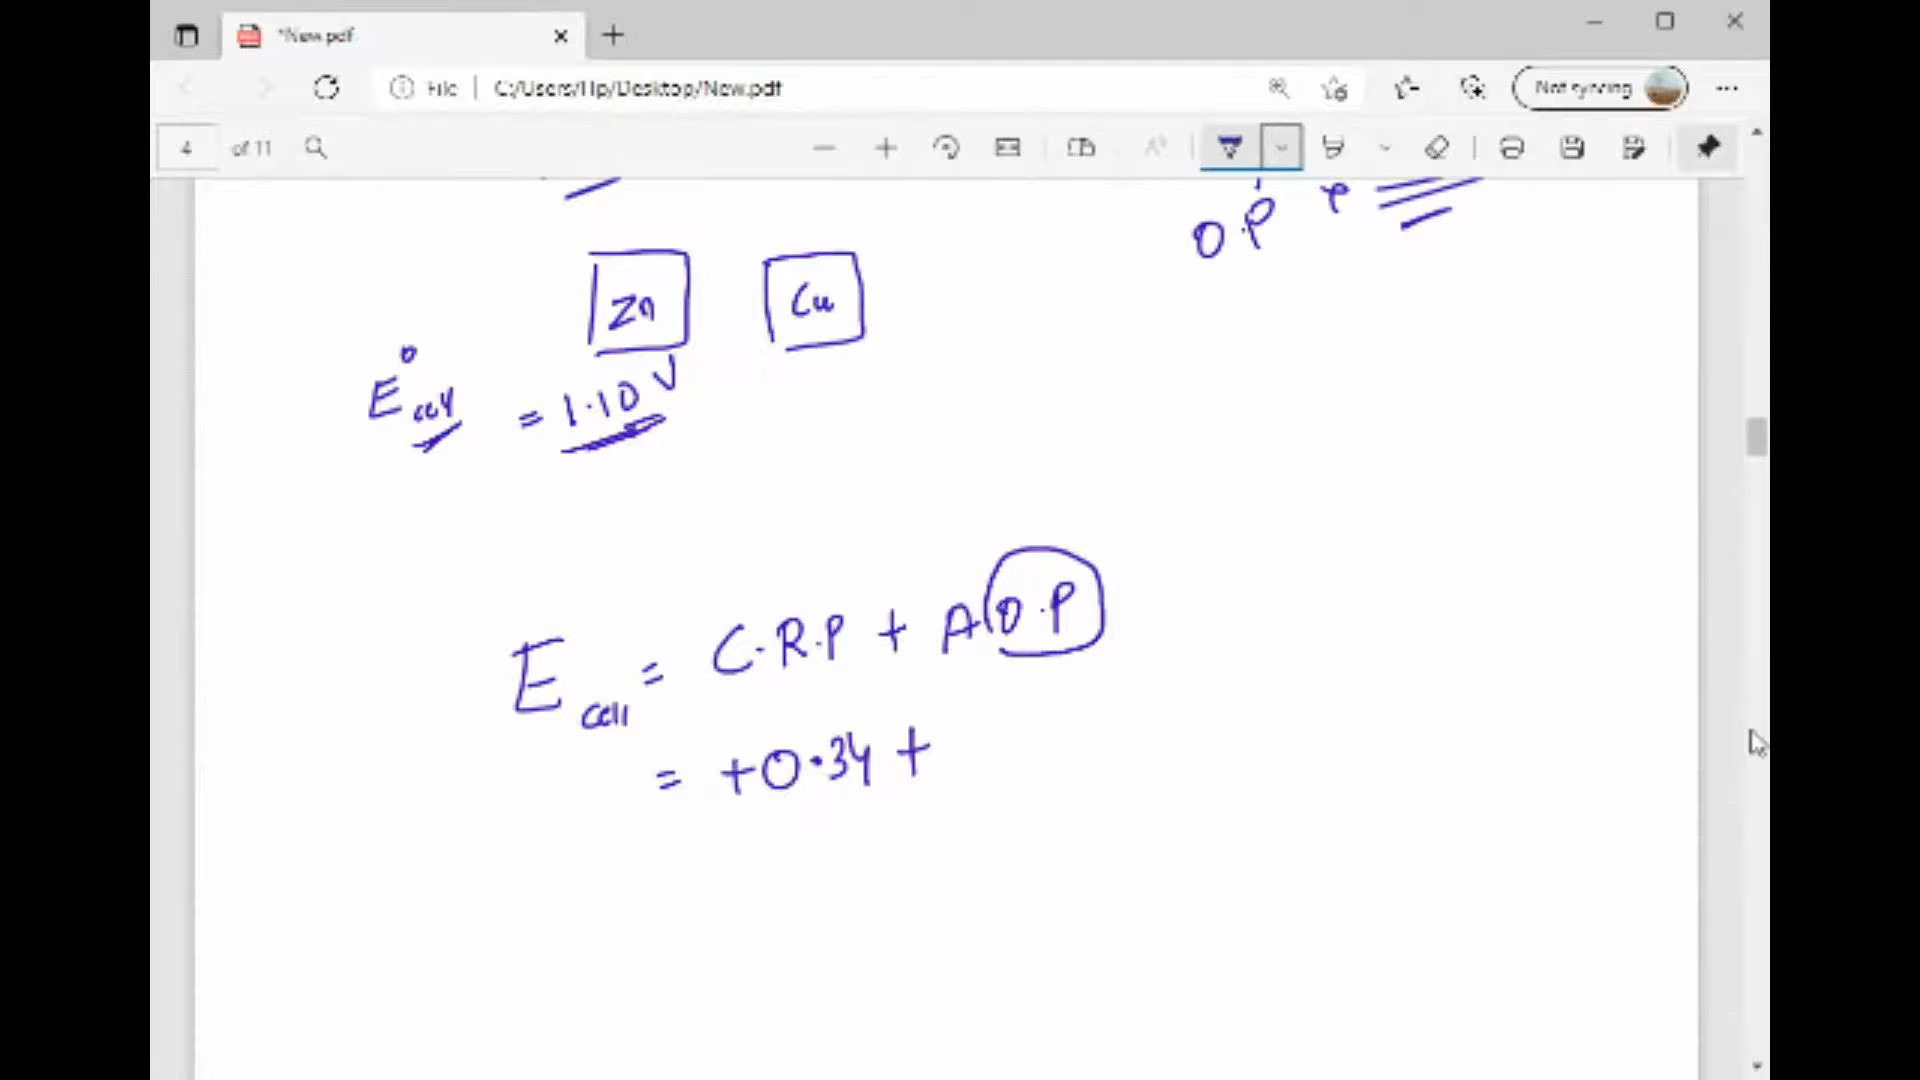 *New.pdf
File | C:/Users/Hp/Desktop/New.pdf
Not syncing
4 of 11
O.P
Zn Cu
E°cell = 1.10 V
Ecell = C.R.P + A O.P
= +0.34 +